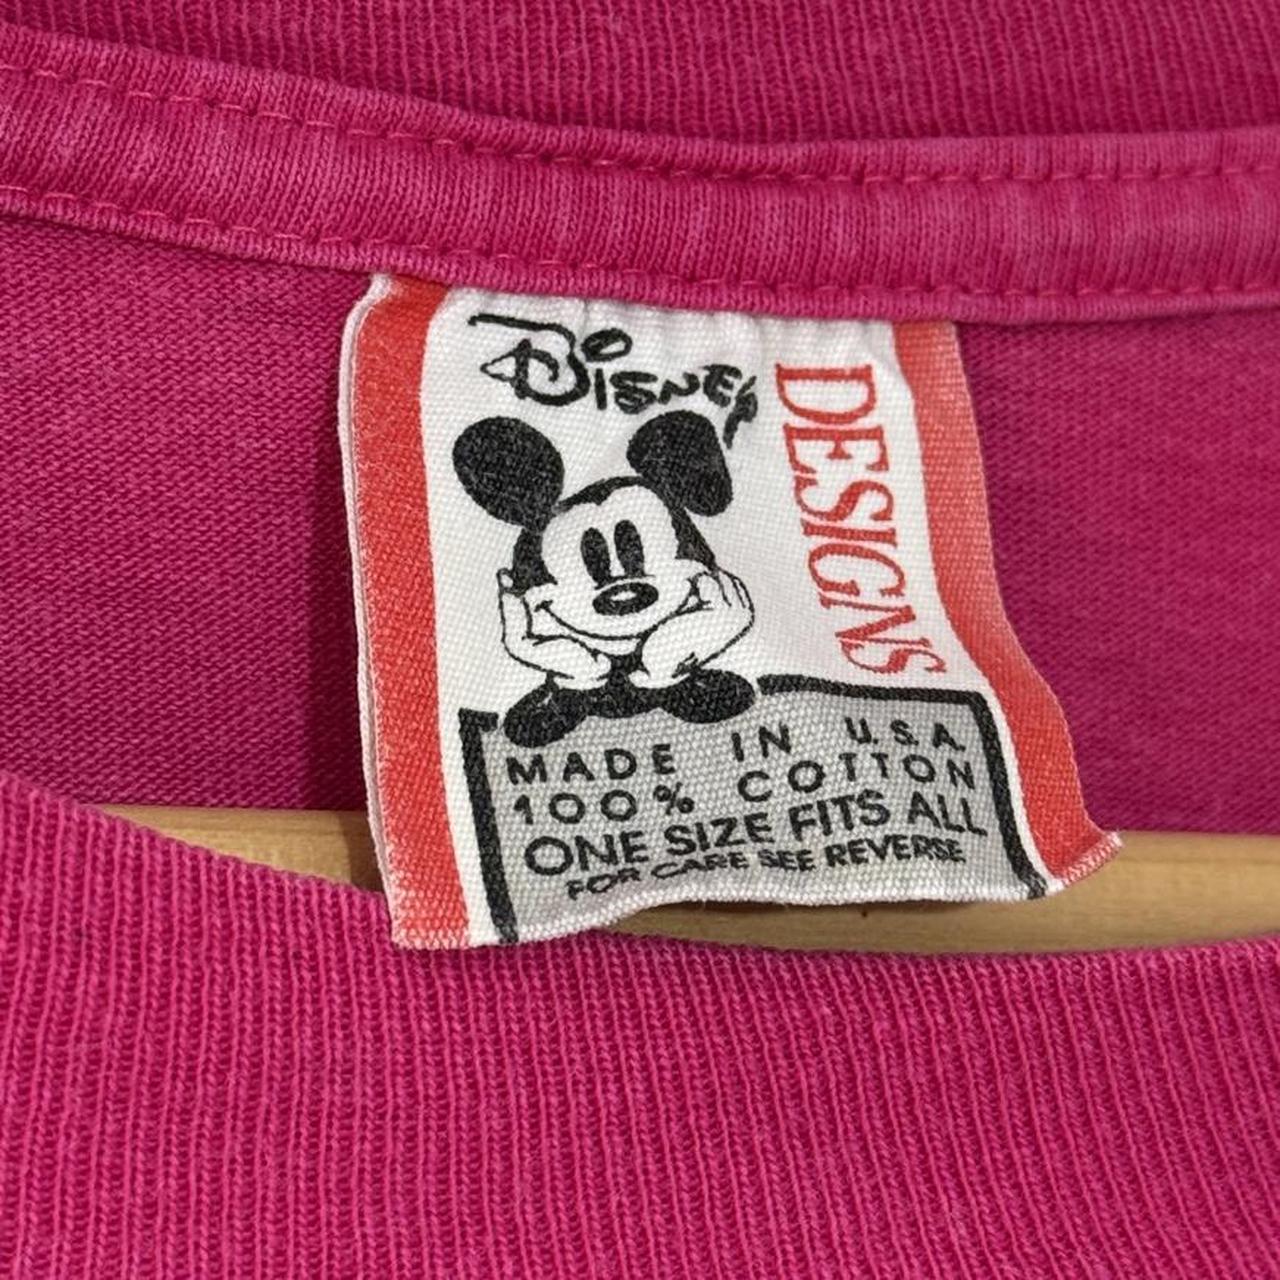 DISNEY
DESIGNS
MADE IN U.S.A.
100% COTTON
ONE SIZE FITS ALL
FOR CARE SEE REVERSE